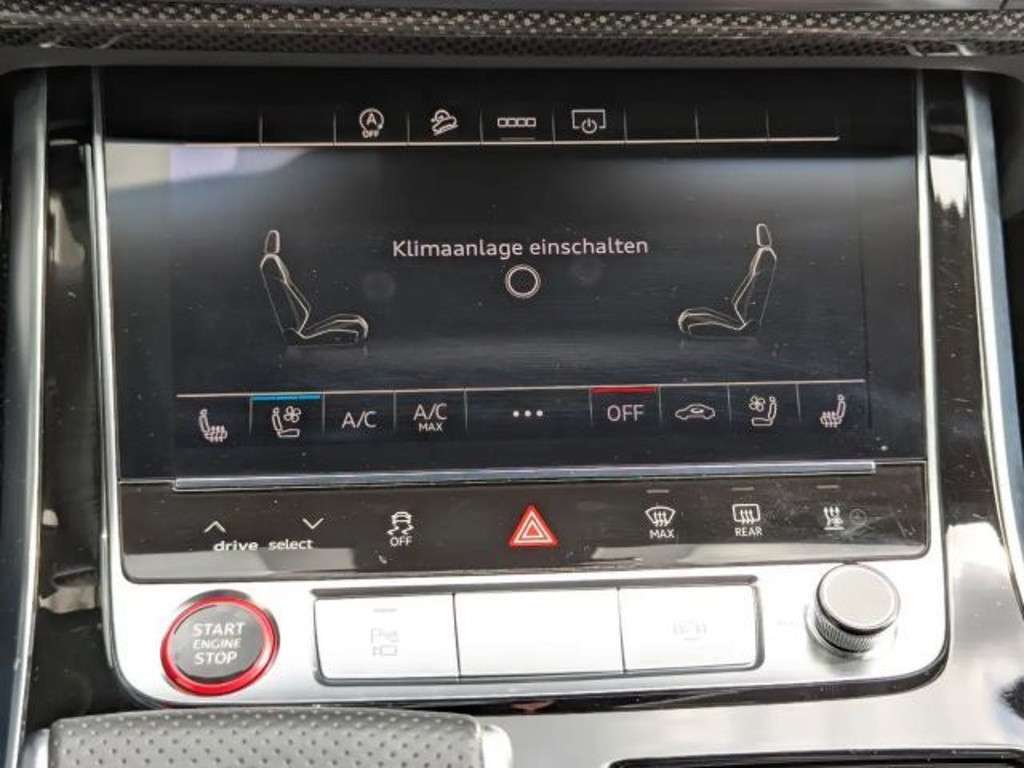 A
OFF
Klimaanlage einschalten
A/C
A/C
MAX
OFF
drive select
OFF
MAX
REAR
START
ENGINE
STOP